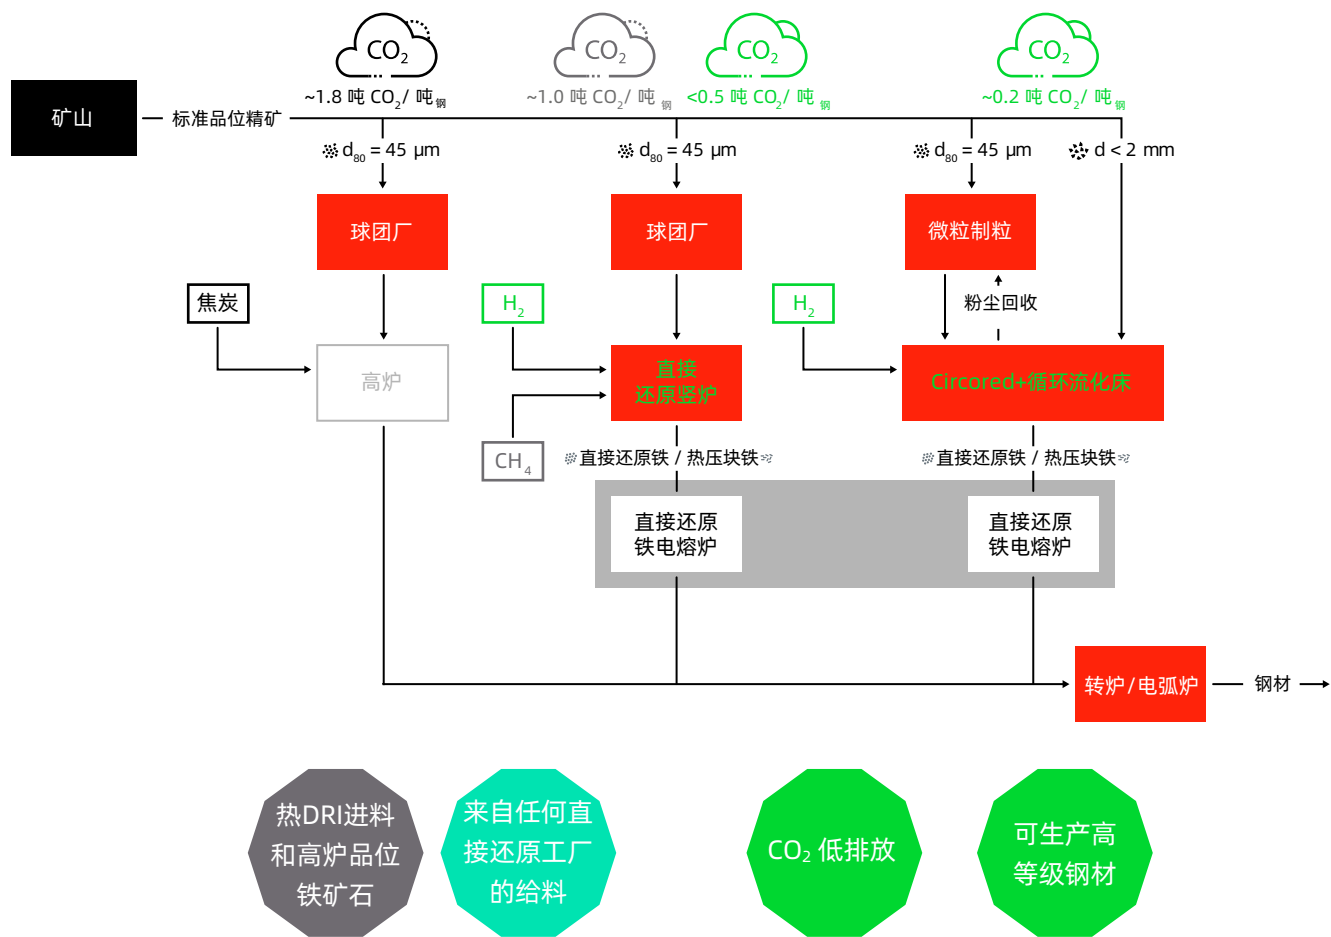 CO₂
CO₂
CO₂
CO₂
~1.8 吨 CO₂/ 吨钢
~1.0 吨 CO₂/ 吨钢
<0.5 吨 CO₂/ 吨钢
~0.2 吨 CO₂/ 吨钢
矿山
标准品位精矿
d₈₀ = 45 µm
d₈₀ = 45 µm
d₈₀ = 45 µm
d < 2 mm
球团厂
球团厂
微粒制粒
焦炭
H₂
H₂
粉尘回收
高炉
直接
还原竖炉
Circored+循环流化床
CH₄
直接还原铁 / 热压块铁
直接还原铁 / 热压块铁
直接还原
铁电熔炉
直接还原
铁电熔炉
转炉/电弧炉
钢材
热DRI进料
和高炉品位
铁矿石
来自任何直
接还原工厂
的给料
CO₂ 低排放
可生产高
等级钢材